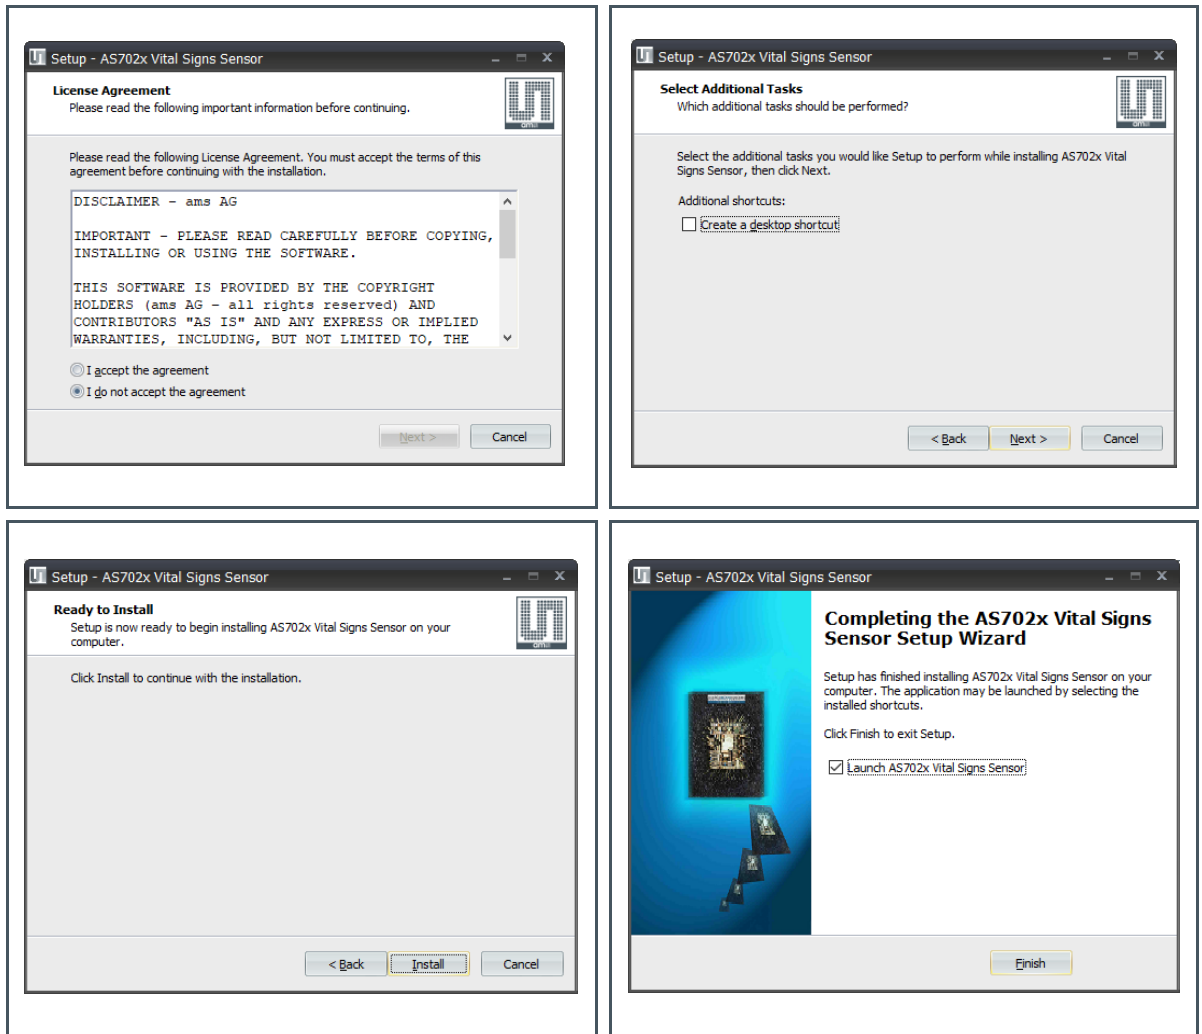 Setup - AS702x Vital Signs Sensor
License Agreement
Please read the following important information before continuing.
am
Please read the following License Agreement. You must accept the terms of this
agreement before continuing with the installation.
DISCLAIMER - ams AG
IMPORTANT - PLEASE READ CAREFULLY BEFORE COPYING,
INSTALLING OR USING THE SOFTWARE.
THIS SOFTWARE IS PROVIDED BY THE COPYRIGHT
HOLDERS (ams AG - all rights reserved) AND
CONTRIBUTORS "AS IS" AND ANY EXPRESS OR IMPLIED
WARRANTIES, INCLUDING, BUT NOT LIMITED TO, THE
I accept the agreement
I do not accept the agreement
Next >
Cancel
Setup - AS702x Vital Signs Sensor
Select Additional Tasks
Which additional tasks should be performed?
Select the additional tasks you would like Setup to perform while installing AS702x Vital
Signs Sensor, then click Next.
Additional shortcuts:
Create a desktop shortcut
< Back
Next >
Cancel
Setup - AS702x Vital Signs Sensor
Ready to Install
Setup is now ready to begin installing AS702x Vital Signs Sensor on your
computer.
Click Install to continue with the installation.
< Back
Install
Cancel
Setup - AS702x Vital Signs Sensor
Completing the AS702x Vital Signs
Sensor Setup Wizard
Setup has finished installing AS702x Vital Signs Sensor on your
computer. The application may be launched by selecting the
installed shortcuts.
Click Finish to exit Setup.
Launch AS702x Vital Signs Sensor
Finish